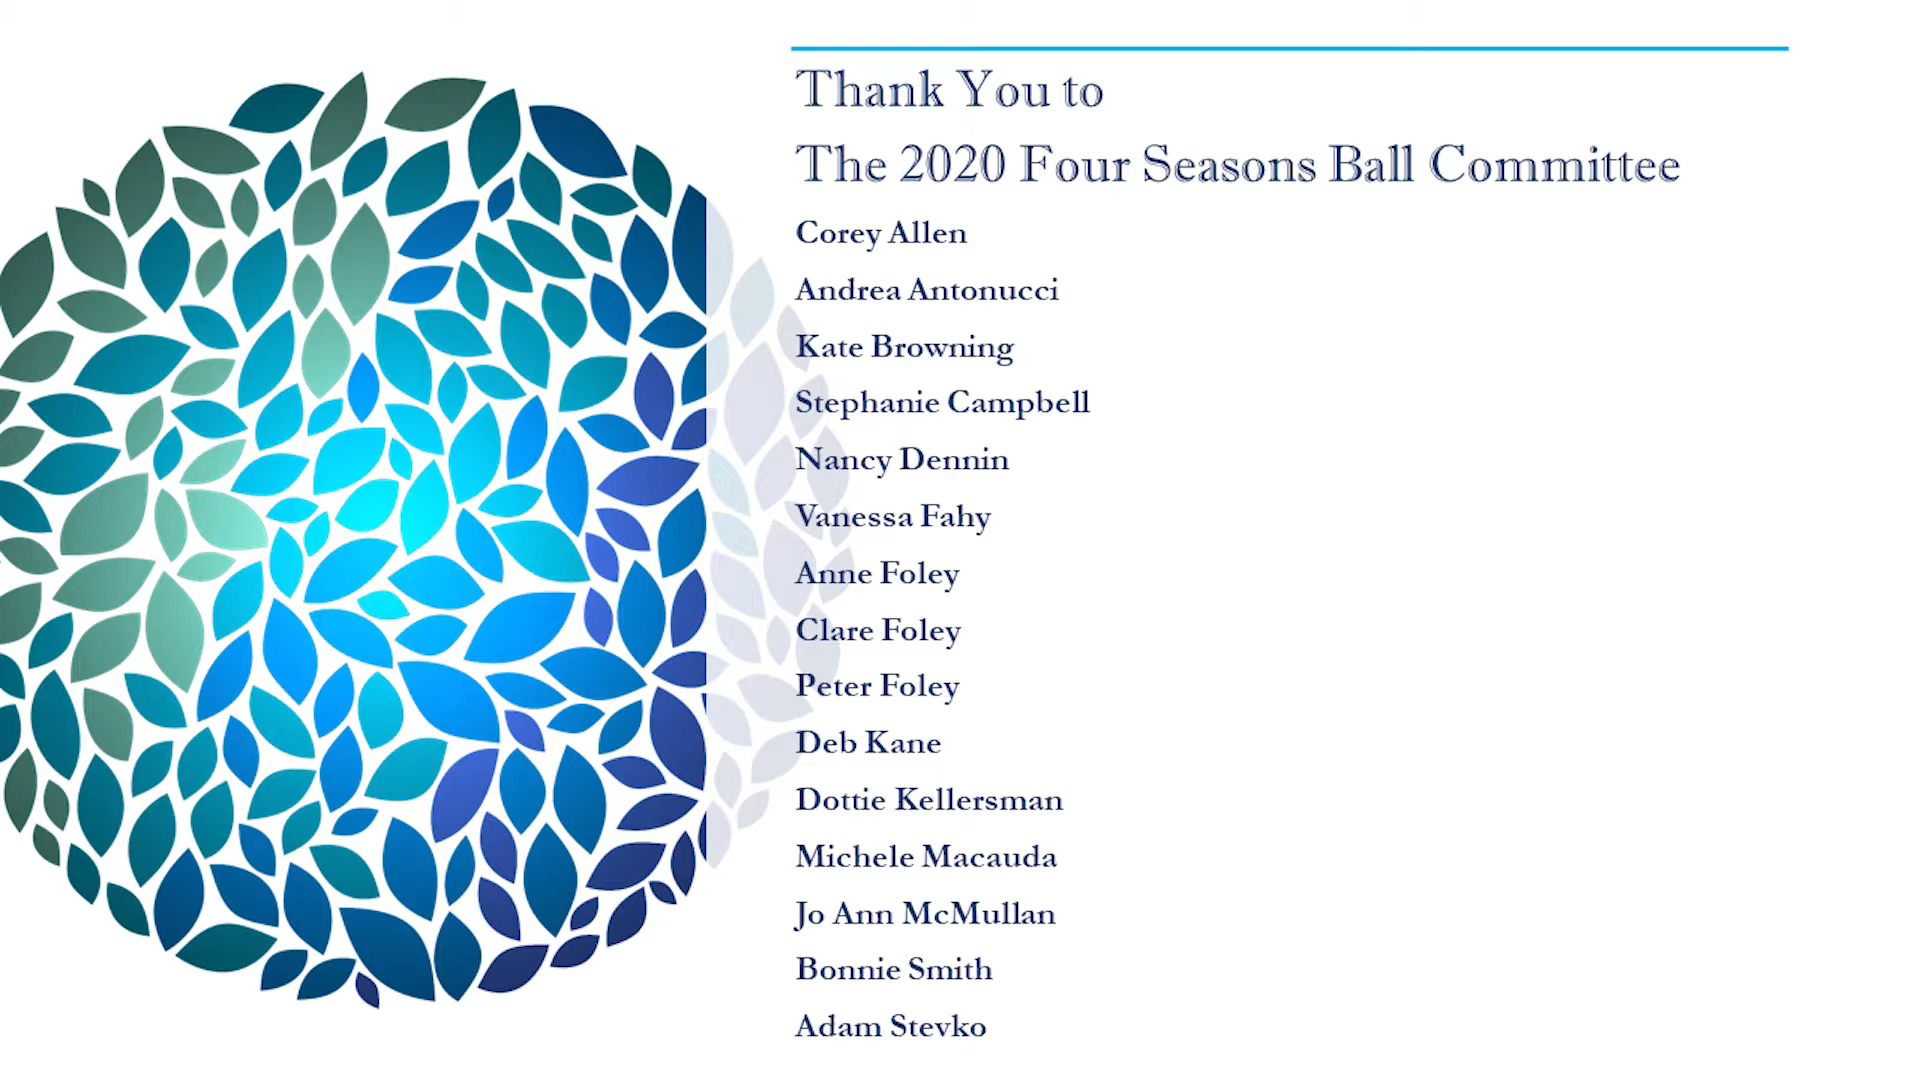 Thank You to
The 2020 Four Seasons Ball Committee
Corey Allen
Andrea Antonucci
Kate Browning
Stephanie Campbell
Nancy Dennin
Vanessa Fahy
Anne Foley
Clare Foley
Peter Foley
Deb Kane
Dottie Kellersman
Michele Macauda
Jo Ann McMullan
Bonnie Smith
Adam Stevko